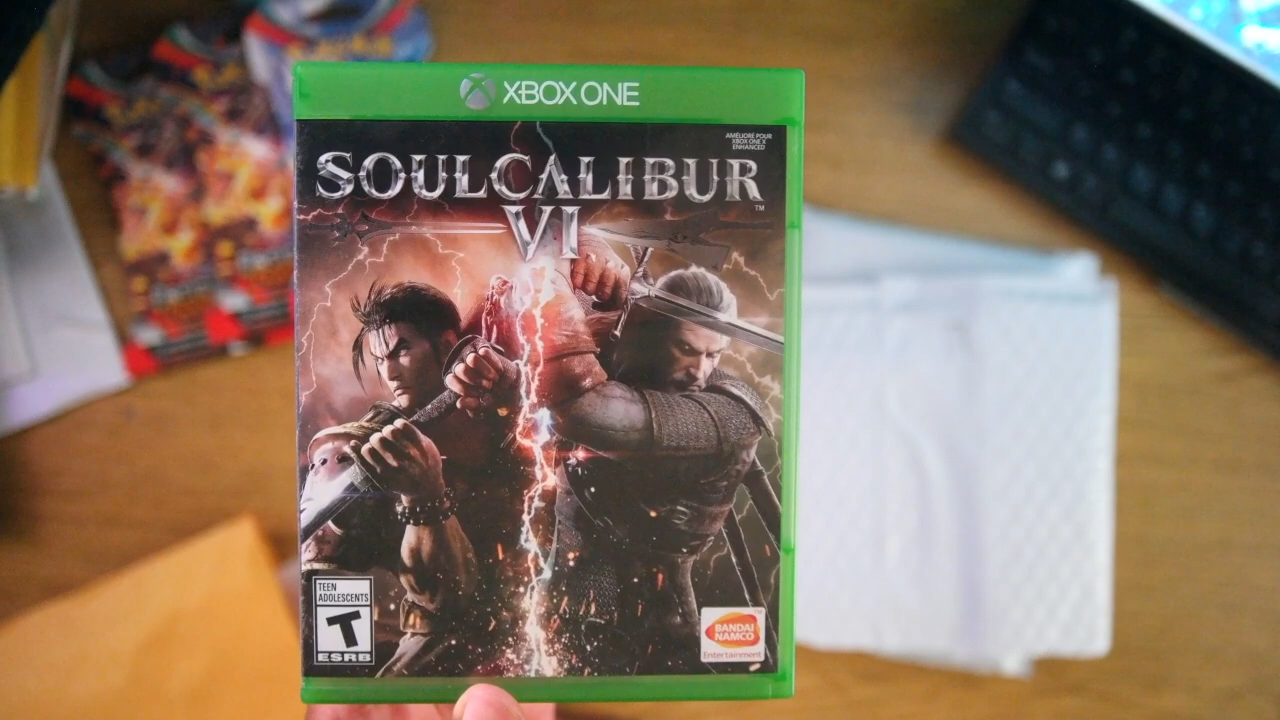 XBOX ONE
AMÉLIORÉ POUR
XBOX ONE X
ENHANCED
SOULCALIBUR
VI
TM
TEEN
ADOLESCENTS
T
ESRB
BANDAI
NAMCO
Entertainment